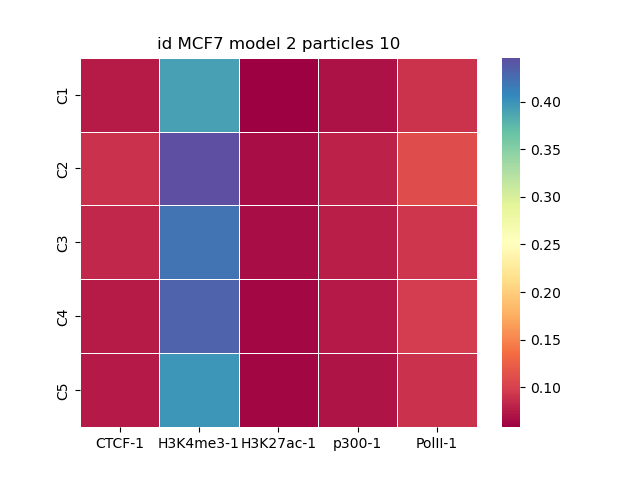 id MCF7 model 2 particles 10
C1
C2
C3
C4
C5
CTCF-1 H3K4me3-1 H3K27ac-1 p300-1 PolII-1
0.40
0.35
0.30
0.25
0.20
0.15
0.10